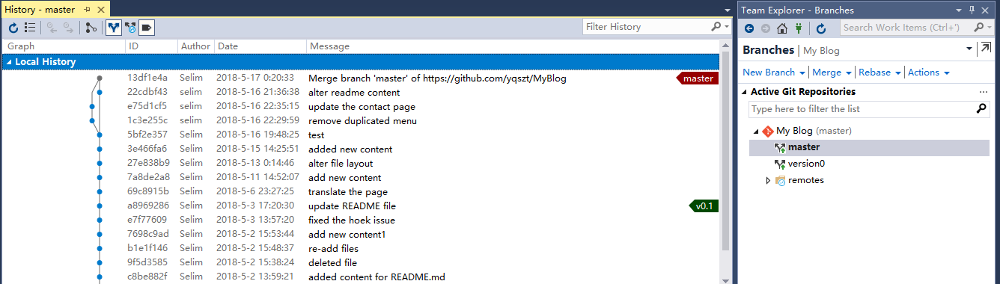 History - master
Filter History
Graph ID Author Date Message
Local History
13df1e4a Selim 2018-5-17 0:20:33 Merge branch 'master' of https://github.com/yqszt/MyBlog master
22cdbf43 selim 2018-5-16 21:36:38 alter readme content
e75d1cf5 Selim 2018-5-16 22:35:15 update the contact page
1c3e255c Selim 2018-5-16 22:29:59 remove duplicated menu
5bf2e357 Selim 2018-5-16 19:48:25 test
3e466fa6 Selim 2018-5-15 14:25:51 added new content
27e838b9 Selim 2018-5-13 0:14:46 alter file layout
7a8de2a8 Selim 2018-5-11 14:52:07 add new content
69c8915b Selim 2018-5-6 23:27:25 translate the page
a8969286 Selim 2018-5-3 17:20:30 update README file v0.1
e7f77609 Selim 2018-5-3 13:57:20 fixed the hoek issue
7698c9ad Selim 2018-5-2 15:53:44 add new content1
b1e1f146 Selim 2018-5-2 15:48:37 re-add files
9f5d3585 Selim 2018-5-2 15:38:24 deleted file
c8be882f Selim 2018-5-2 13:59:21 added content for README.md
Team Explorer - Branches
Search Work Items (Ctrl+')
Branches | My Blog
New Branch Merge Rebase Actions
Active Git Repositories
Type here to filter the list
My Blog (master)
master
version0
remotes